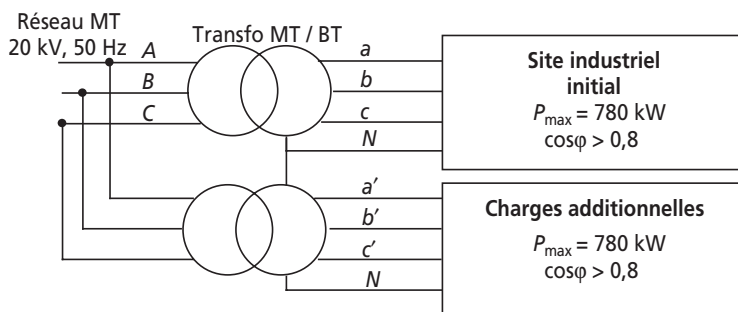 Réseau MT
20 kV, 50 Hz
Transfo MT / BT
A
B
C
a
b
c
N
Site industriel
initial
Pmax = 780 kW
cosφ > 0,8
a′
b′
c′
N
Charges additionnelles
Pmax = 780 kW
cosφ > 0,8